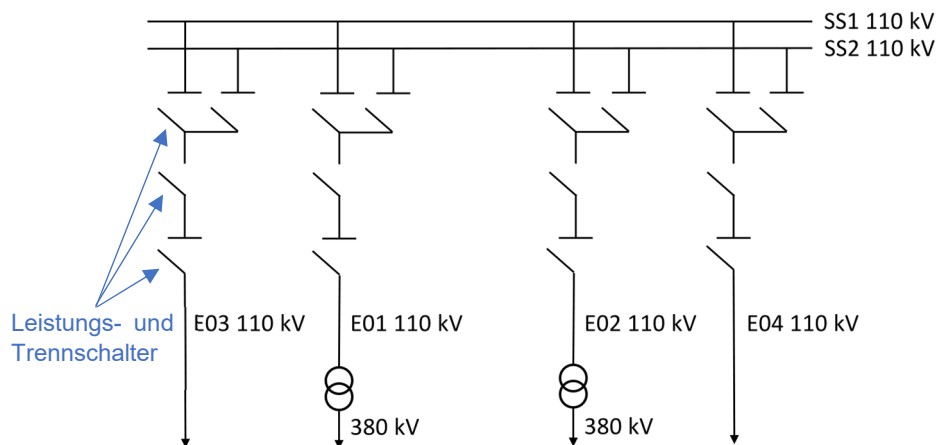 SS1 110 kV
SS2 110 kV
Leistungs- und
Trennschalter
E03 110 kV
E01 110 kV
E02 110 kV
E04 110 kV
380 kV
380 kV